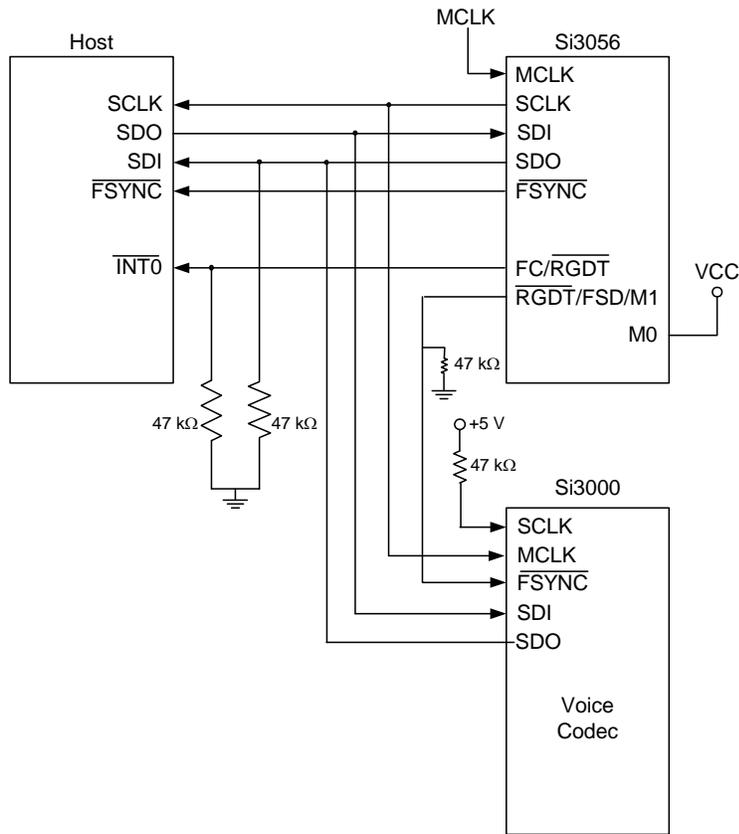 MCLK
Host
Si3056
MCLK
SCLK
SCLK
SDO
SDI
SDI
SDO
FSYNC
FSYNC
INT0
FC/RGDT
VCC
RGDT/FSD/M1
M0
47 kΩ
47 kΩ
47 kΩ
+5 V
47 kΩ
Si3000
SCLK
MCLK
FSYNC
SDI
SDO
Voice
Codec